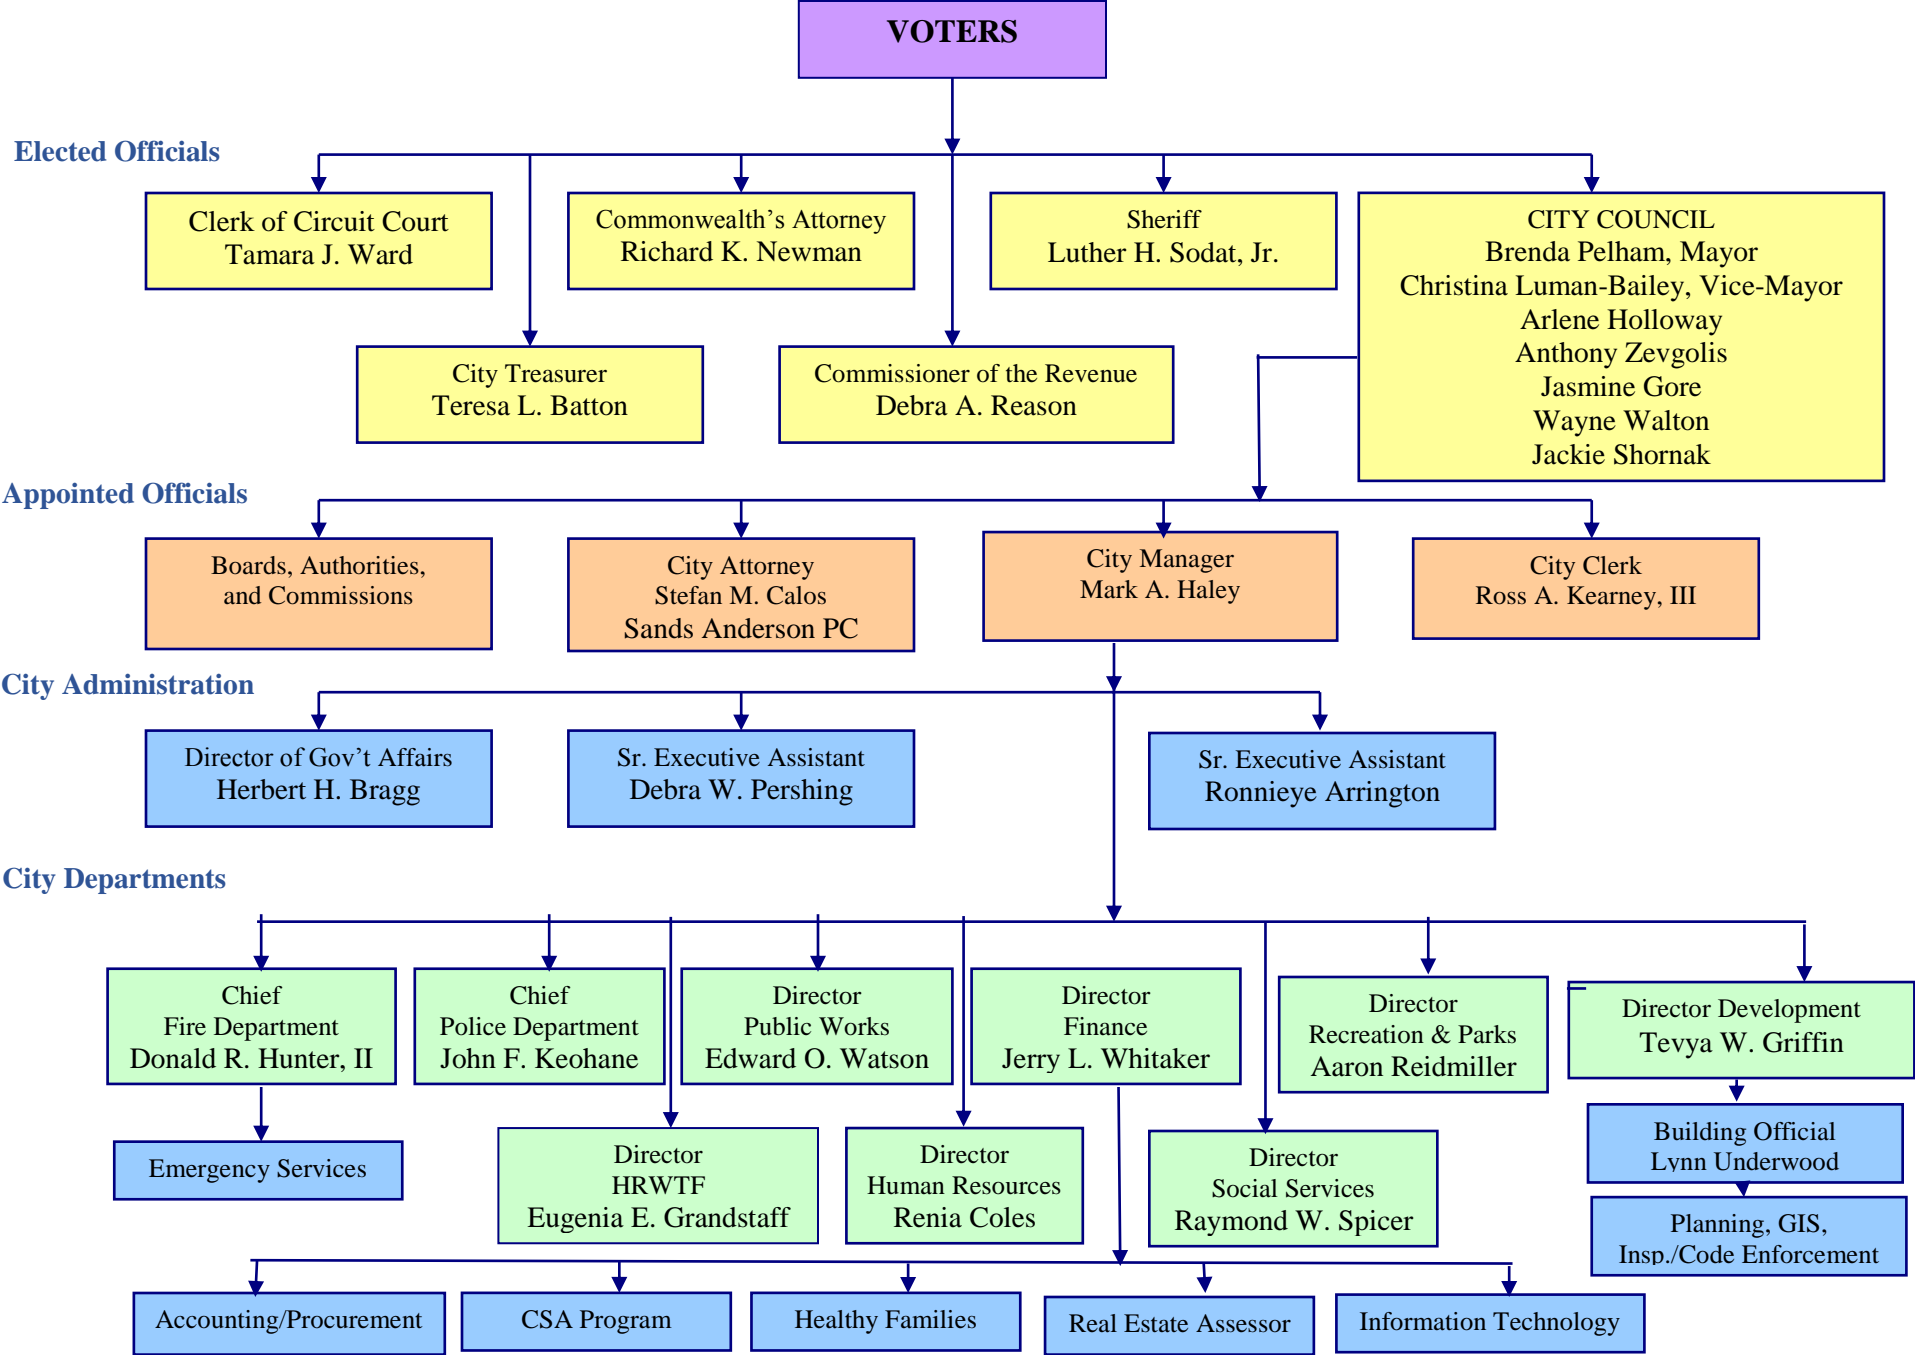 VOTERS
Elected Officials
Clerk of Circuit Court
Tamara J. Ward
Commonwealth’s Attorney
Richard K. Newman
Sheriff
Luther H. Sodat, Jr.
CITY COUNCIL
Brenda Pelham, Mayor
Christina Luman-Bailey, Vice-Mayor
Arlene Holloway
Anthony Zevgolis
Jasmine Gore
Wayne Walton
Jackie Shornak
City Treasurer
Teresa L. Batton
Commissioner of the Revenue
Debra A. Reason
Appointed Officials
Boards, Authorities,
and Commissions
City Attorney
Stefan M. Calos
Sands Anderson PC
City Manager
Mark A. Haley
City Clerk
Ross A. Kearney, III
City Administration
Director of Gov’t Affairs
Herbert H. Bragg
Sr. Executive Assistant
Debra W. Pershing
Sr. Executive Assistant
Ronnieye Arrington
City Departments
Chief
Fire Department
Donald R. Hunter, II
Chief
Police Department
John F. Keohane
Director
Public Works
Edward O. Watson
Director
Finance
Jerry L. Whitaker
Director
Recreation & Parks
Aaron Reidmiller
Director Development
Tevya W. Griffin
Emergency Services
Director
HRWTF
Eugenia E. Grandstaff
Director
Human Resources
Renia Coles
Director
Social Services
Raymond W. Spicer
Building Official
Lynn Underwood
Planning, GIS,
Insp./Code Enforcement
Accounting/Procurement
CSA Program
Healthy Families
Real Estate Assessor
Information Technology